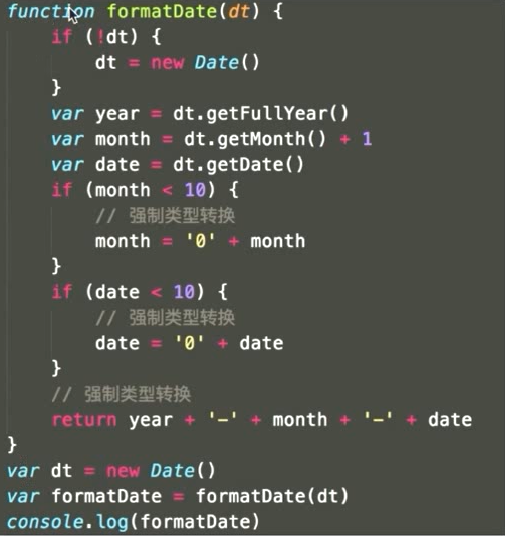 function formatDate(dt) {
    if (!dt) {
        dt = new Date()
    }
    var year = dt.getFullYear()
    var month = dt.getMonth() + 1
    var date = dt.getDate()
    if (month < 10) {
        // 强制类型转换
        month = '0' + month
    }
    if (date < 10) {
        // 强制类型转换
        date = '0' + date
    }
    // 强制类型转换
    return year + '-' + month + '-' + date
}
var dt = new Date()
var formatDate = formatDate(dt)
console.log(formatDate)